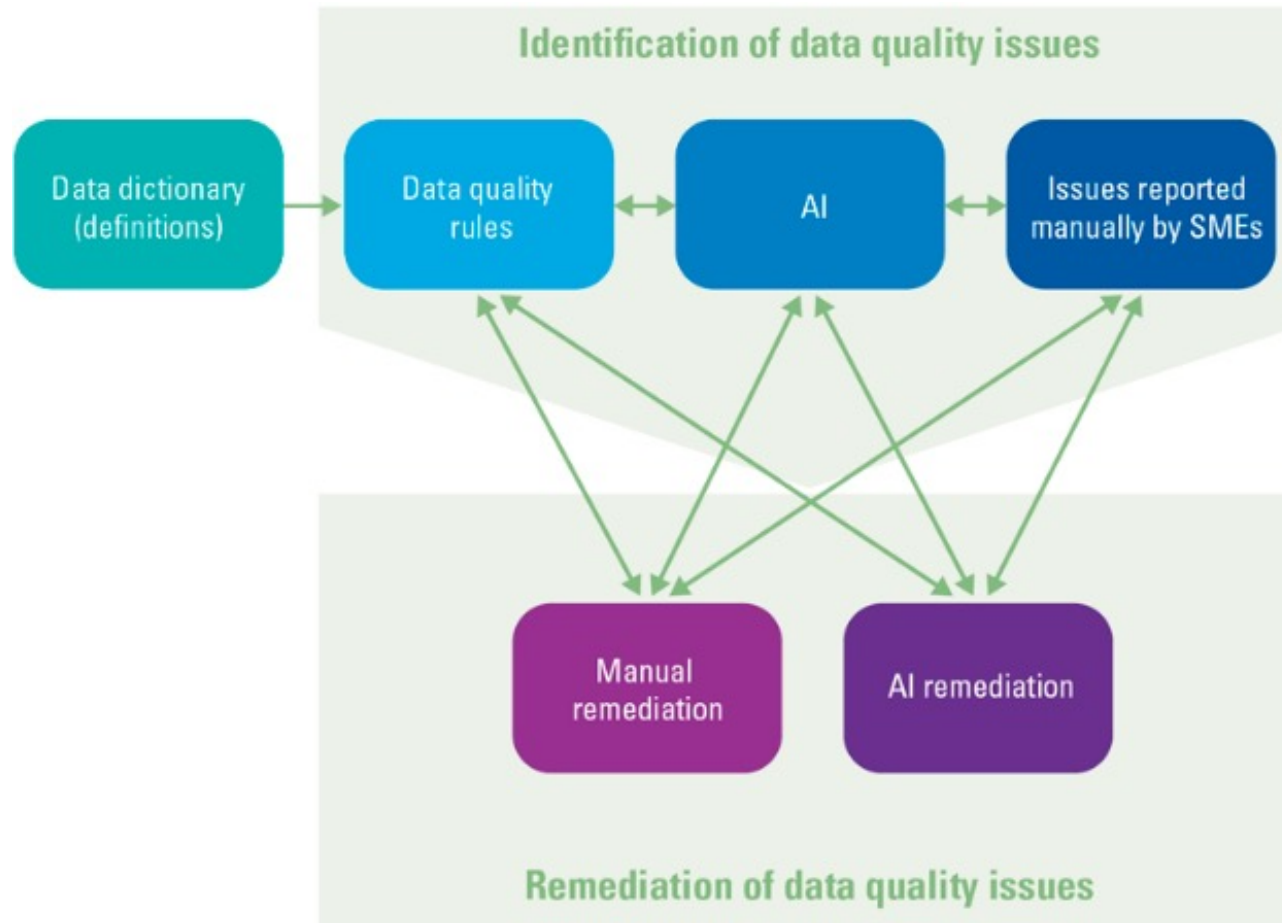 Identification of data quality issues
Data dictionary
(definitions)
Data quality
rules
AI
Issues reported
manually by SMEs
Manual
remediation
AI remediation
Remediation of data quality issues